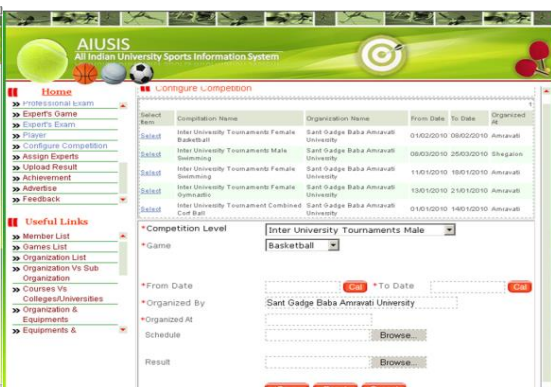 AIUSIS
All Indian University Sports Information System
Home
Professional Exam
Expert's Game
Expert's Exam
Player
Configure Competition
Assign Experts
Upload Result
Achievement
Advertise
Feedback
Useful Links
Member List
Games List
Organization List
Organization Vs Sub
Organization
Courses Vs
Colleges/Universities
Organization &
Equipments
Equipments &
Configure Competition
1
Select Item Compitation Name Organization Name From Date To Date Organized At
Select Inter University Tournaments Female Basketball Sant Gadge Baba Amravati University 01/02/2010 08/02/2010 Amravati
Select Inter University Tournaments Male Swimming Sant Gadge Baba Amravati University 08/03/2010 25/03/2010 Shegaion
Select Inter University Tournaments Female Swimming Sant Gadge Baba Amravati University 11/01/2010 18/01/2010 Amravati
Select Inter University Tournaments Female Gymnastic Sant Gadge Baba Amravati University 13/01/2010 21/01/2010 Amravati
Select Inter University Tournament Combined Corf Ball Sant Gadge Baba Amravati University 01/01/2010 14/01/2010 Amravati
*Competition Level Inter University Tournaments Male
*Game Basketball
*From Date Cal *To Date Cal
*Organized By Sant Gadge Baba Amravati University
*Organized At
Schedule Browse...
Result Browse...